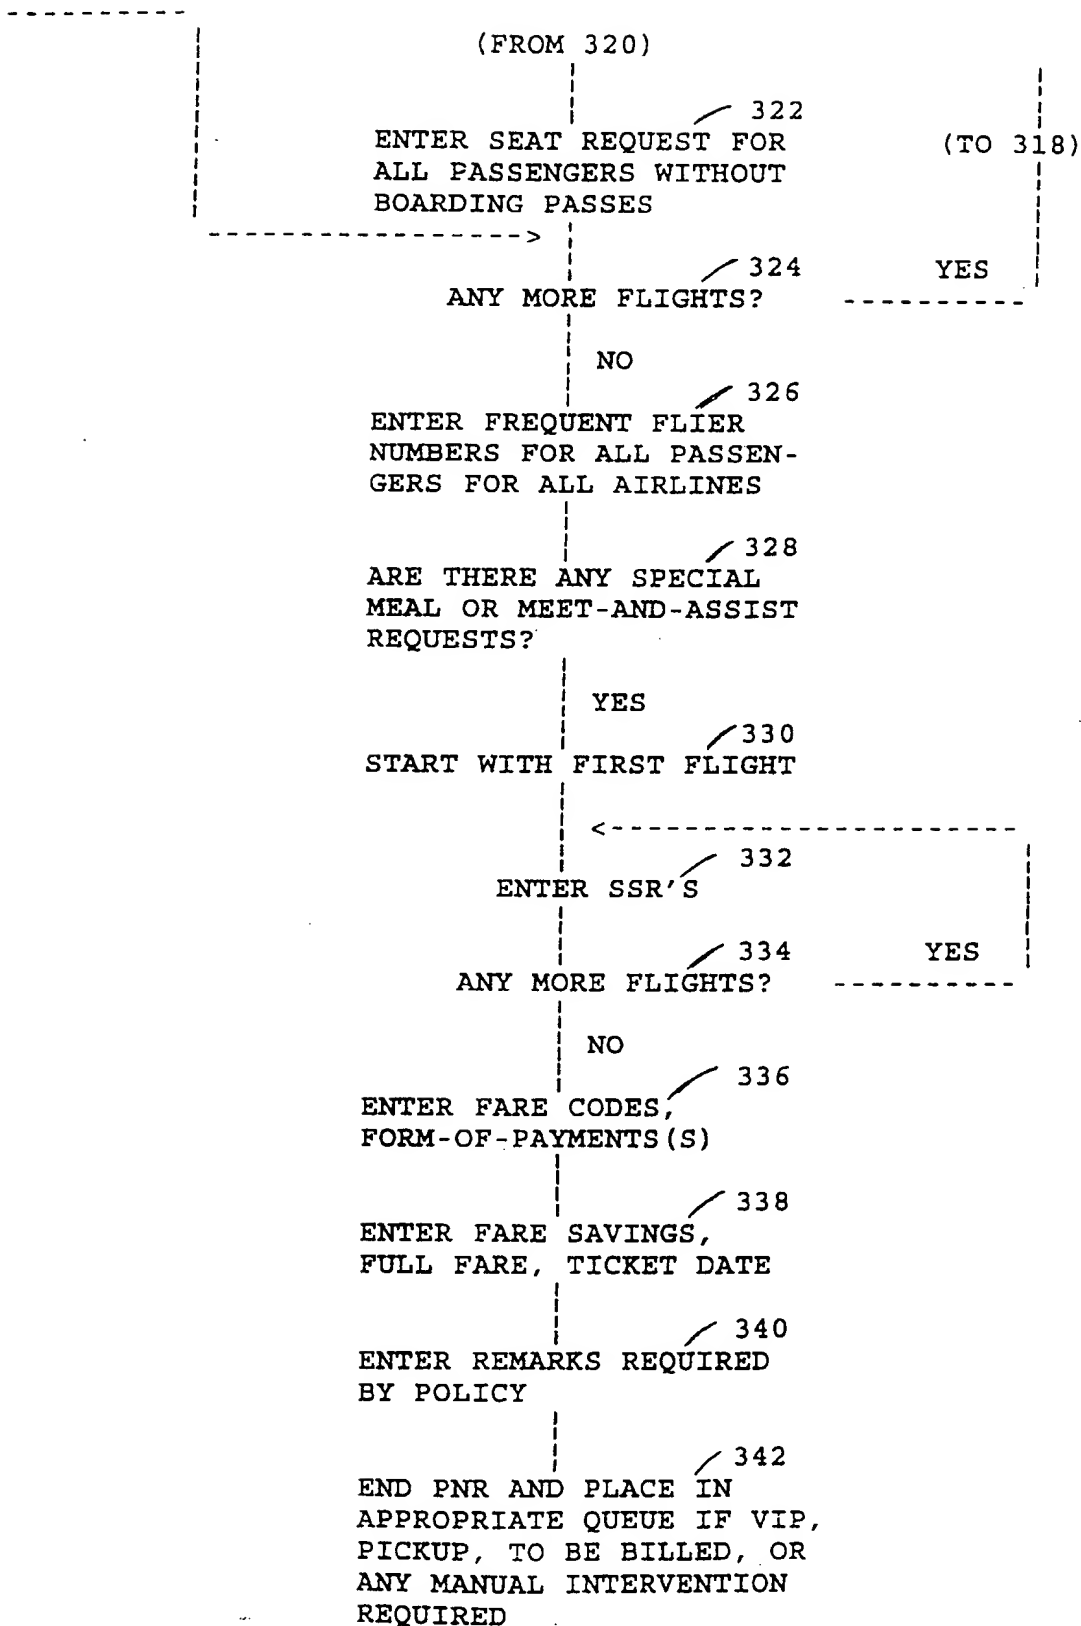 (FROM 320)
322
ENTER SEAT REQUEST FOR
ALL PASSENGERS WITHOUT
BOARDING PASSES
(TO 318)
324
ANY MORE FLIGHTS?
YES
NO
326
ENTER FREQUENT FLIER
NUMBERS FOR ALL PASSEN-
GERS FOR ALL AIRLINES
328
ARE THERE ANY SPECIAL
MEAL OR MEET-AND-ASSIST
REQUESTS?
YES
330
START WITH FIRST FLIGHT
332
ENTER SSR'S
334
ANY MORE FLIGHTS?
YES
NO
336
ENTER FARE CODES,
FORM-OF-PAYMENTS(S)
338
ENTER FARE SAVINGS,
FULL FARE, TICKET DATE
340
ENTER REMARKS REQUIRED
BY POLICY
342
END PNR AND PLACE IN
APPROPRIATE QUEUE IF VIP,
PICKUP, TO BE BILLED, OR
ANY MANUAL INTERVENTION
REQUIRED